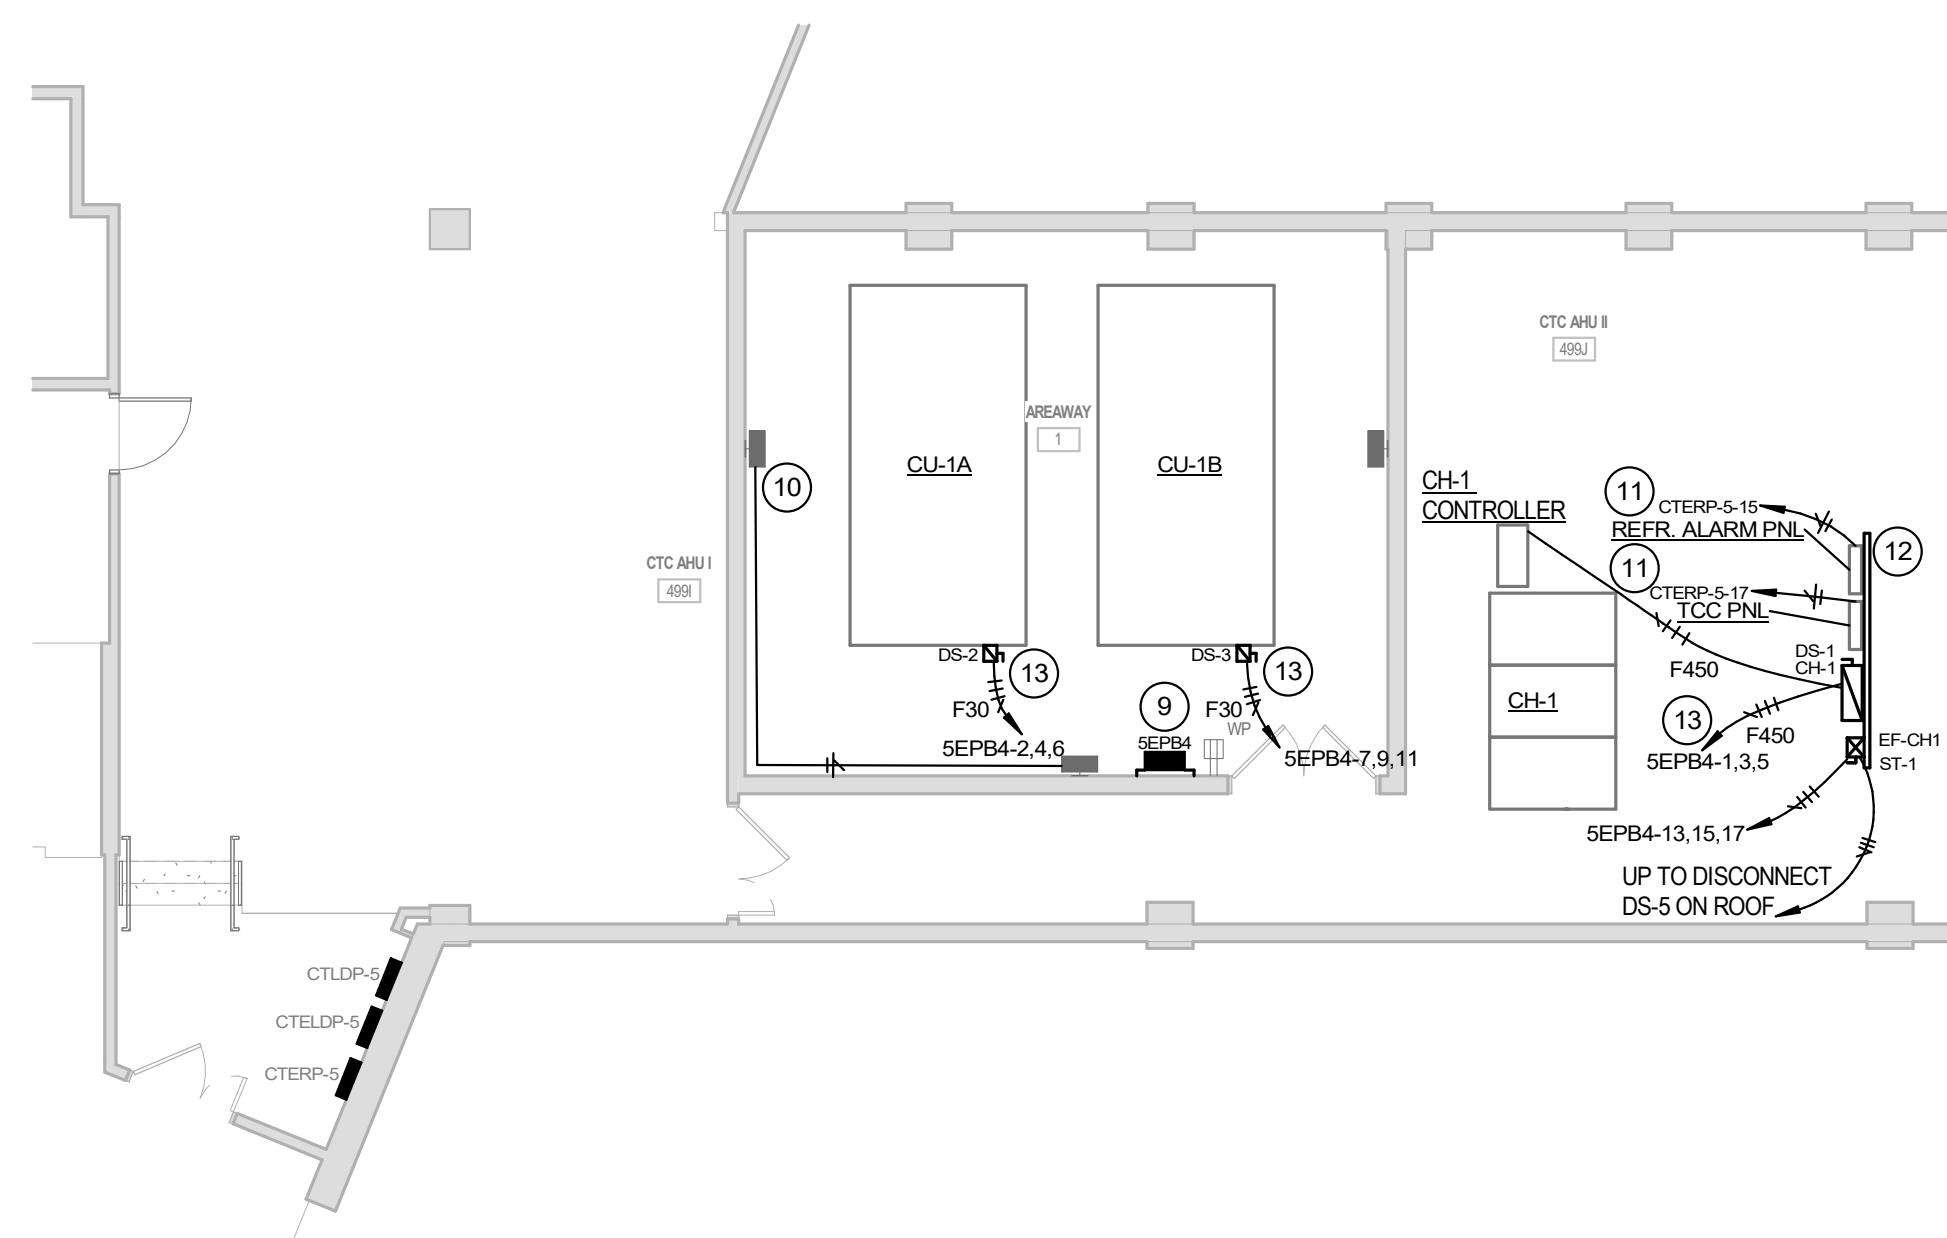 CTC AHU II
499J
AREAWAY
1
CU-1A
CU-1B
10
CH-1
CONTROLLER
11
CTERP-5-15
REFR. ALARM PNL
12
11
CTERP-5-17
TCC PNL
CTC AHU I
499I
DS-2
13
DS-3
13
DS-1
CH-1
F450
CH-1
F30
9
F30
WP
13
F450
5EPB4-2,4,6
5EPB4
5EPB4-7,9,11
5EPB4-1,3,5
EF-CH1
ST-1
5EPB4-13,15,17
UP TO DISCONNECT
DS-5 ON ROOF
CTLDP-5
CTELDP-5
CTERP-5